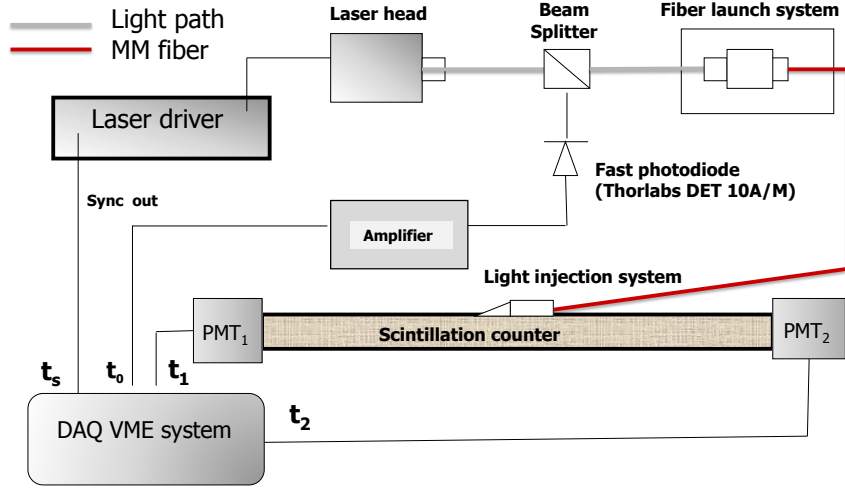 Light path
MM fiber
Laser head
Beam
Splitter
Fiber launch system
Laser driver
Sync out
Fast photodiode
(Thorlabs DET 10A/M)
Amplifier
Light injection system
PMT1
Scintillation counter
PMT2
ts
t0
t1
t2
DAQ VME system